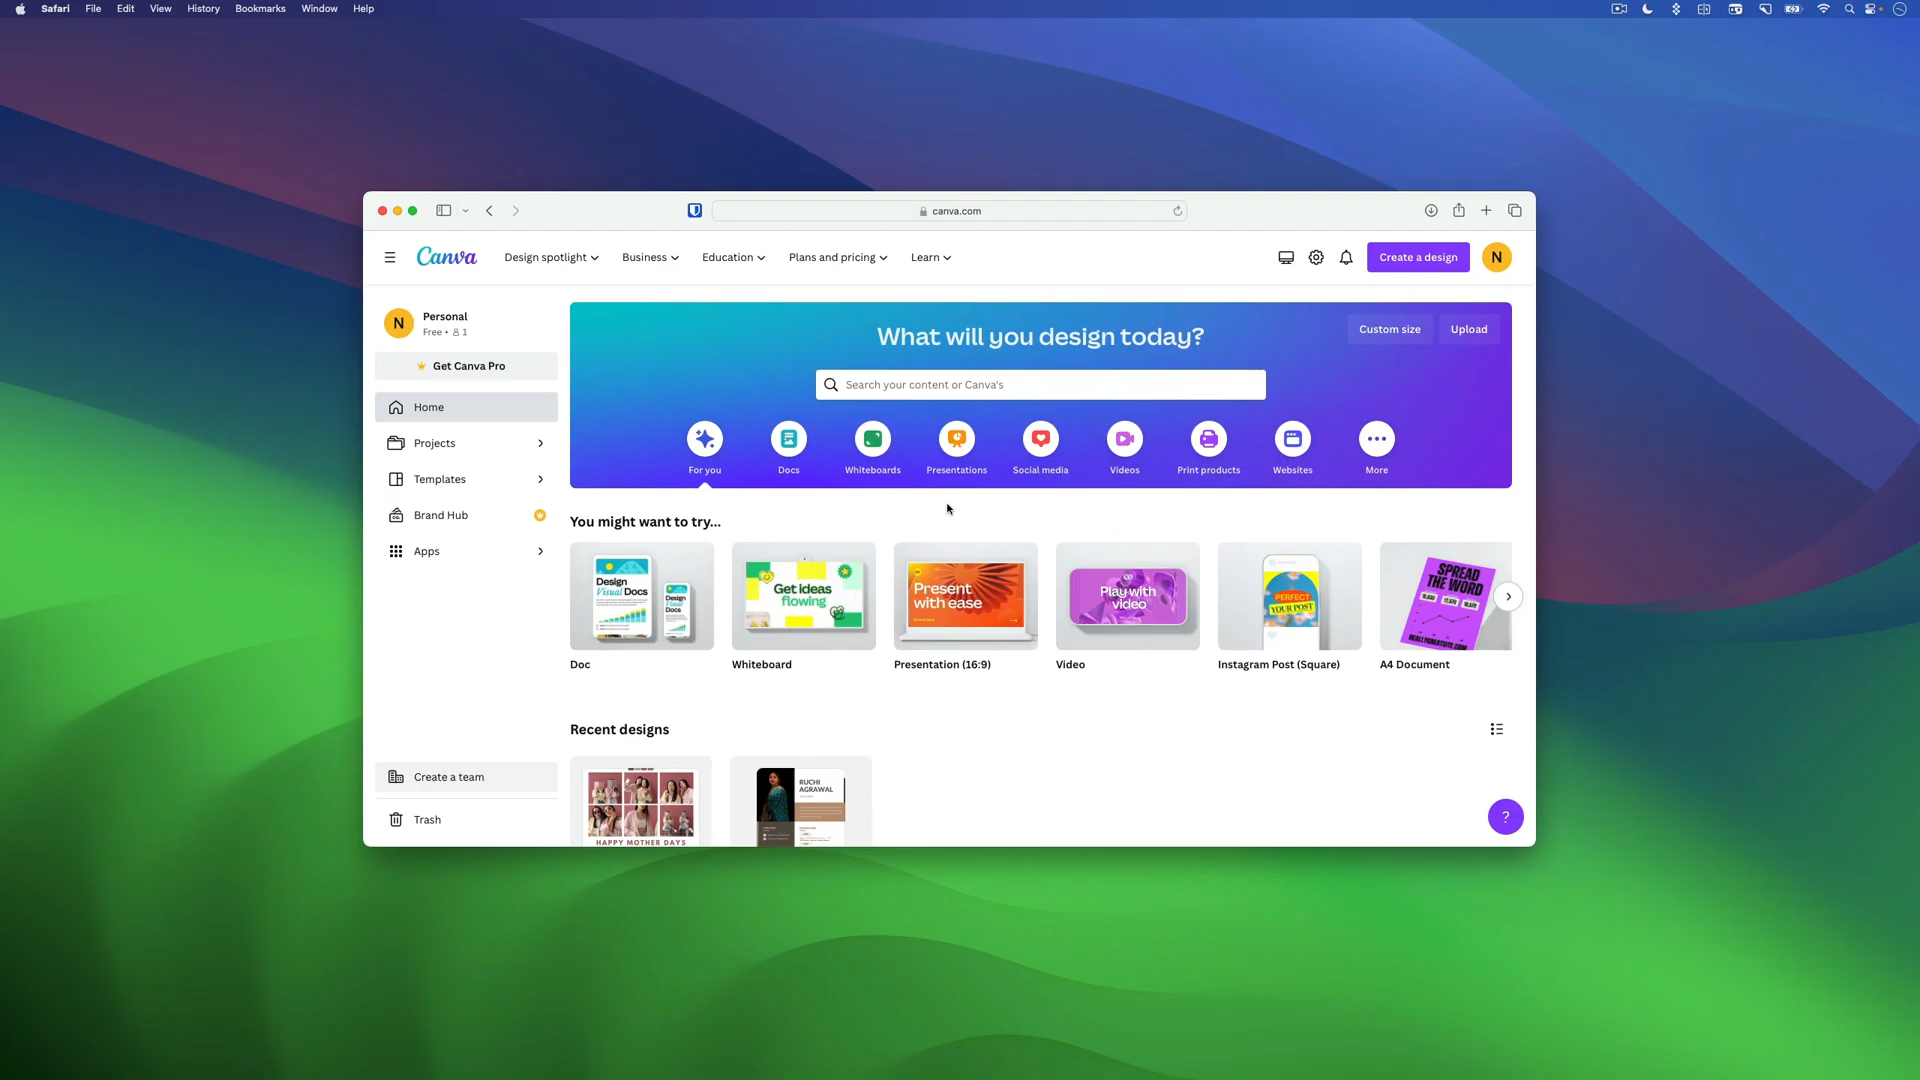 Safari File Edit View History Bookmarks Window Help
canva.com
Canva Design spotlight Business Education Plans and pricing Learn Create a design N
N Personal
Free • 1
Get Canva Pro
Home
Projects
Templates
Brand Hub
Apps
Create a team
Trash
What will you design today?
Custom size Upload
Search your content or Canva's
For you Docs Whiteboards Presentations Social media Videos Print products Websites More
You might want to try...
Design
Visual Docs
Design
Visual
Docs
Get ideas
flowing
Present
with ease
Play with
video
PERFECT
YOUR POST
SPREAD
THE WORD
REALLYGREATSITE.COM
Doc Whiteboard Presentation (16:9) Video Instagram Post (Square) A4 Document
Recent designs
HAPPY MOTHER DAYS
RUCHI
AGRAWAL
?